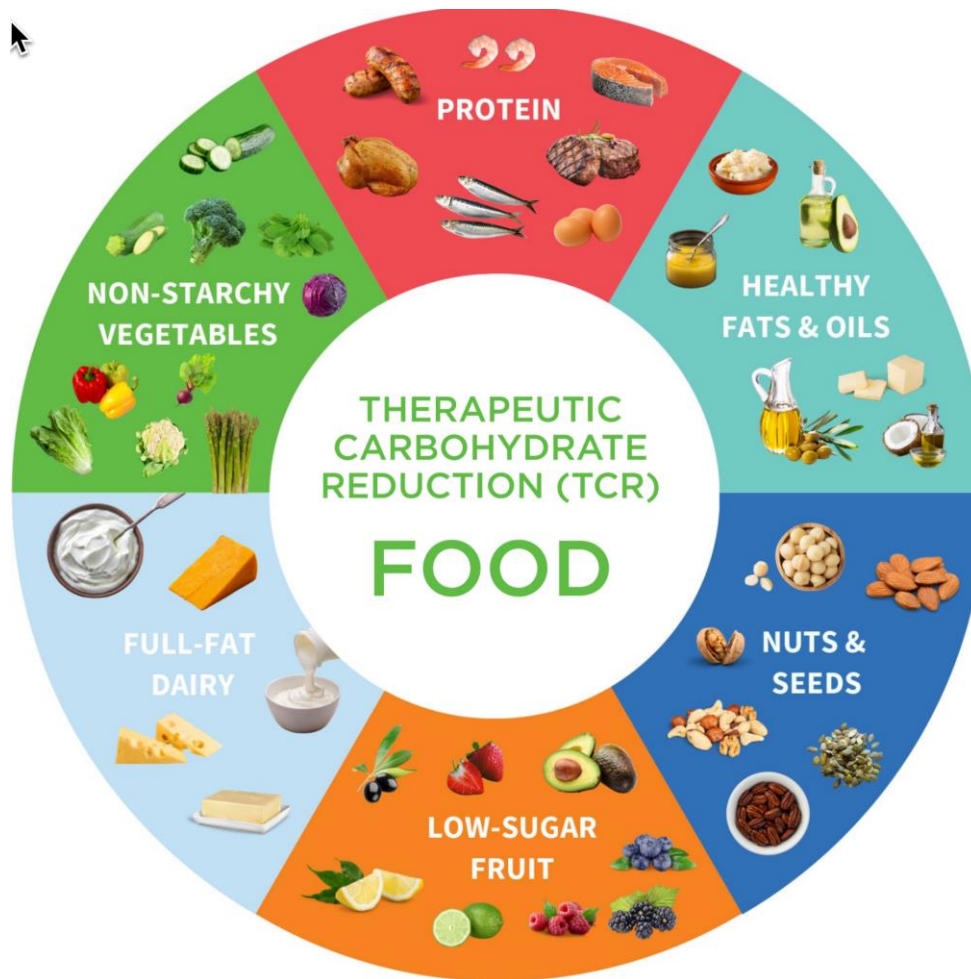 PROTEIN
HEALTHY
FATS & OILS
NON-STARCHY
VEGETABLES
THERAPEUTIC
CARBOHYDRATE
REDUCTION (TCR)
FOOD
NUTS &
SEEDS
FULL-FAT
DAIRY
LOW-SUGAR
FRUIT